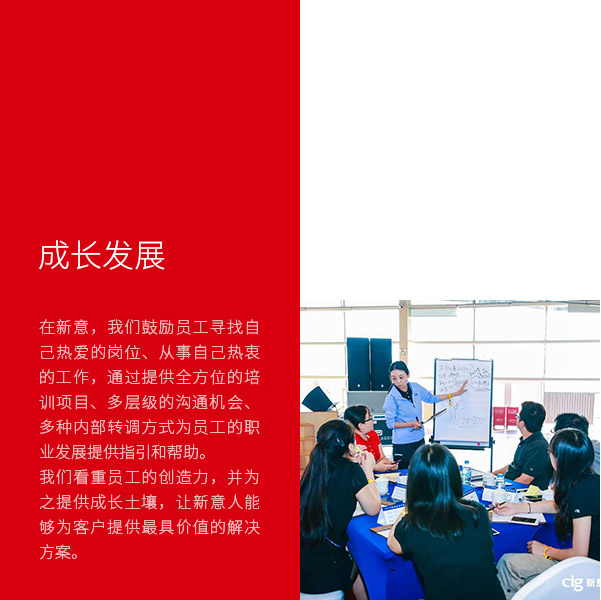 成长发展
在新意，我们鼓励员工寻找自
己热爱的岗位、从事自己热衷
的工作，通过提供全方位的培
训项目、多层级的沟通机会、
多种内部转调方式为员工的职
业发展提供指引和帮助。
我们看重员工的创造力，并为
之提供成长土壤，让新意人能
够为客户提供最具价值的解决
方案。
cig 新意